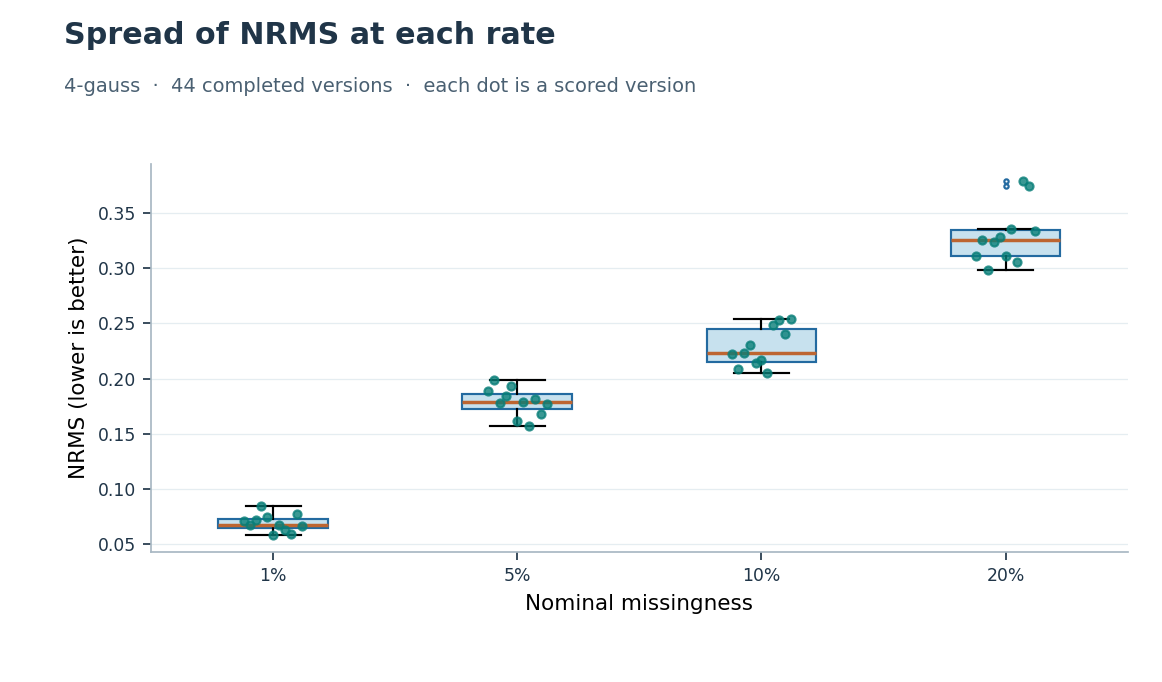 Spread of NRMS at each rate
4-gauss · 44 completed versions · each dot is a scored version
NRMS (lower is better)
0.35
0.30
0.25
0.20
0.15
0.10
0.05
1% 5% 10% 20%
Nominal missingness